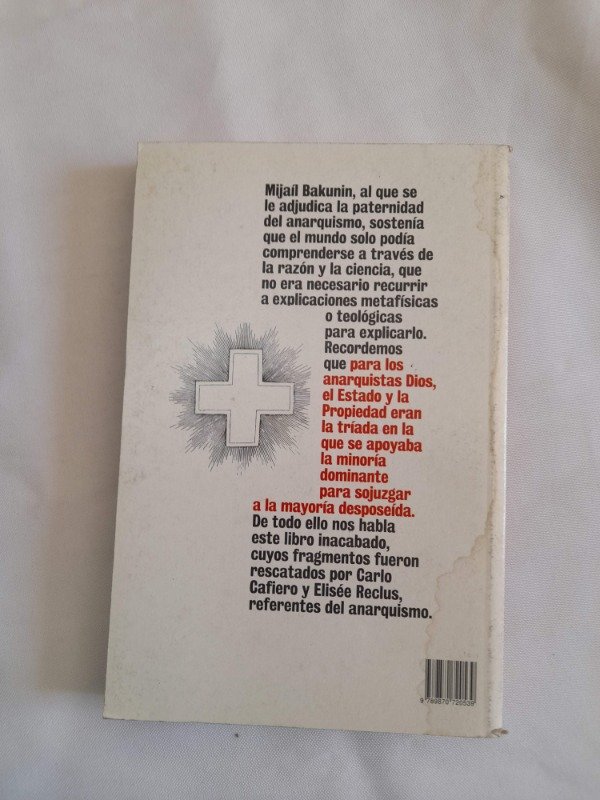 Mijaíl Bakunin, al que se
le adjudica la paternidad
del anarquismo, sostenía
que el mundo solo podía
comprenderse a través de
la razón y la ciencia, que
no era necesario recurrir
a explicaciones metafísicas
o teológicas
para explicarlo.
Recordemos
que para los
anarquistas Dios,
el Estado y la
Propiedad eran
la tríada en la
que se apoyaba
la minoría
dominante
para sojuzgar
a la mayoría desposeída.
De todo ello nos habla
este libro inacabado,
cuyos fragmentos fueron
rescatados por Carlo
Cafiero y Elisée Reclus,
referentes del anarquismo.
9 789870 720539